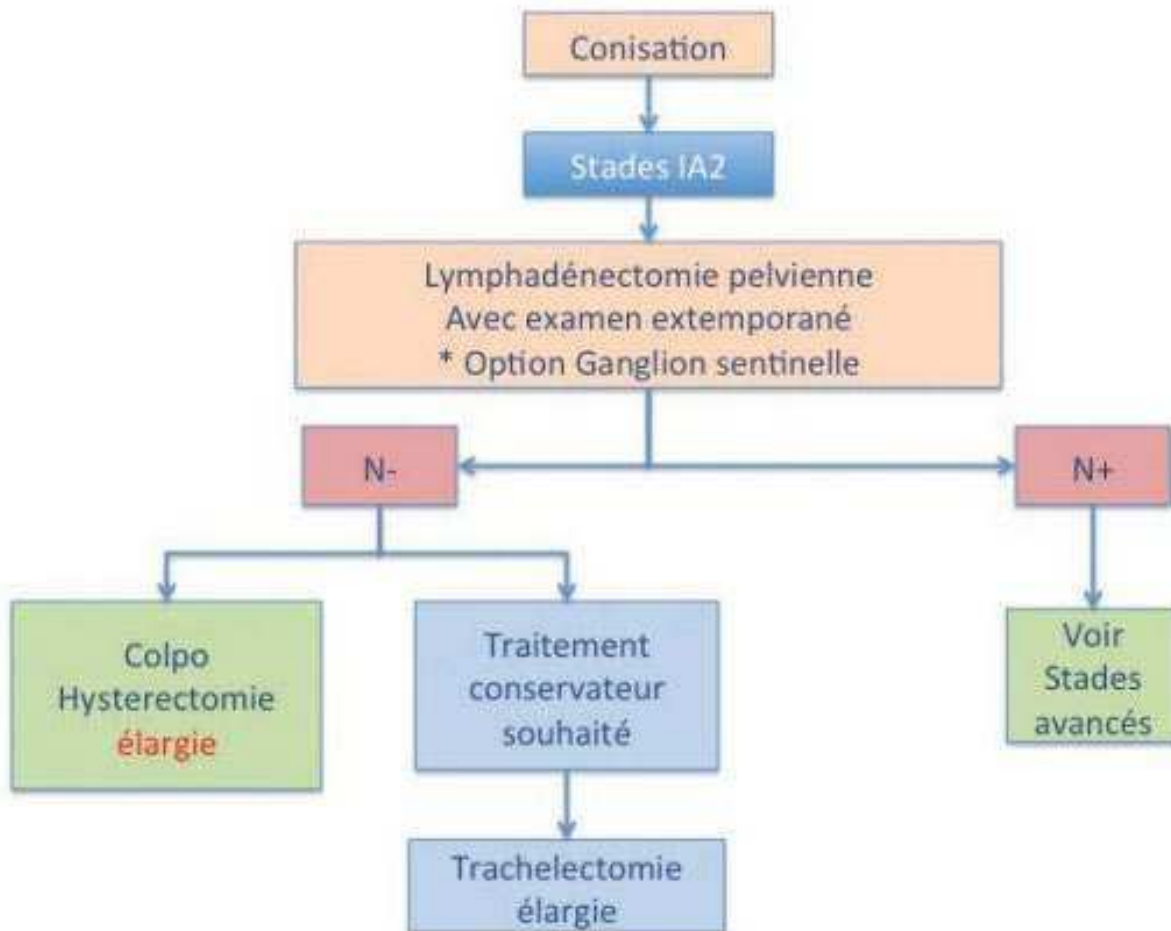 Conisation
Stades IA2
Lymphadénectomie pelvienne
Avec examen extemporané
* Option Ganglion sentinelle
N-
N+
Colpo
Hysterectomie
élargie
Traitement
conservateur
souhaité
Voir
Stades
avancés
Trachelectomie
élargie